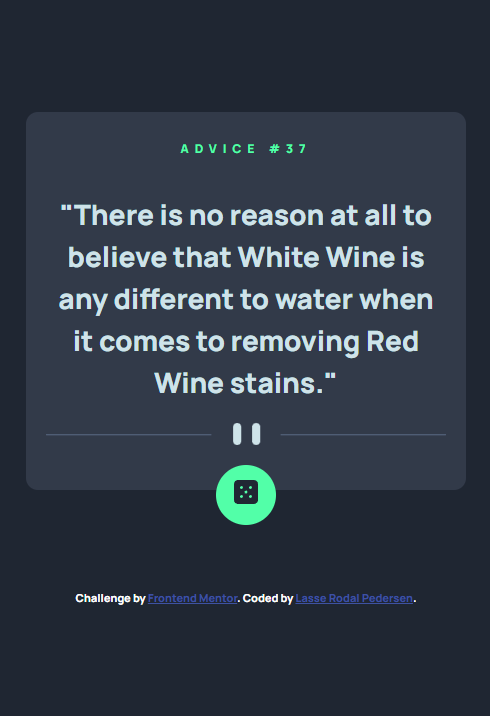 ADVICE #37
"There is no reason at all to
believe that White Wine is
any different to water when
it comes to removing Red
Wine stains."
Challenge by Frontend Mentor. Coded by Lasse Rodal Pedersen.